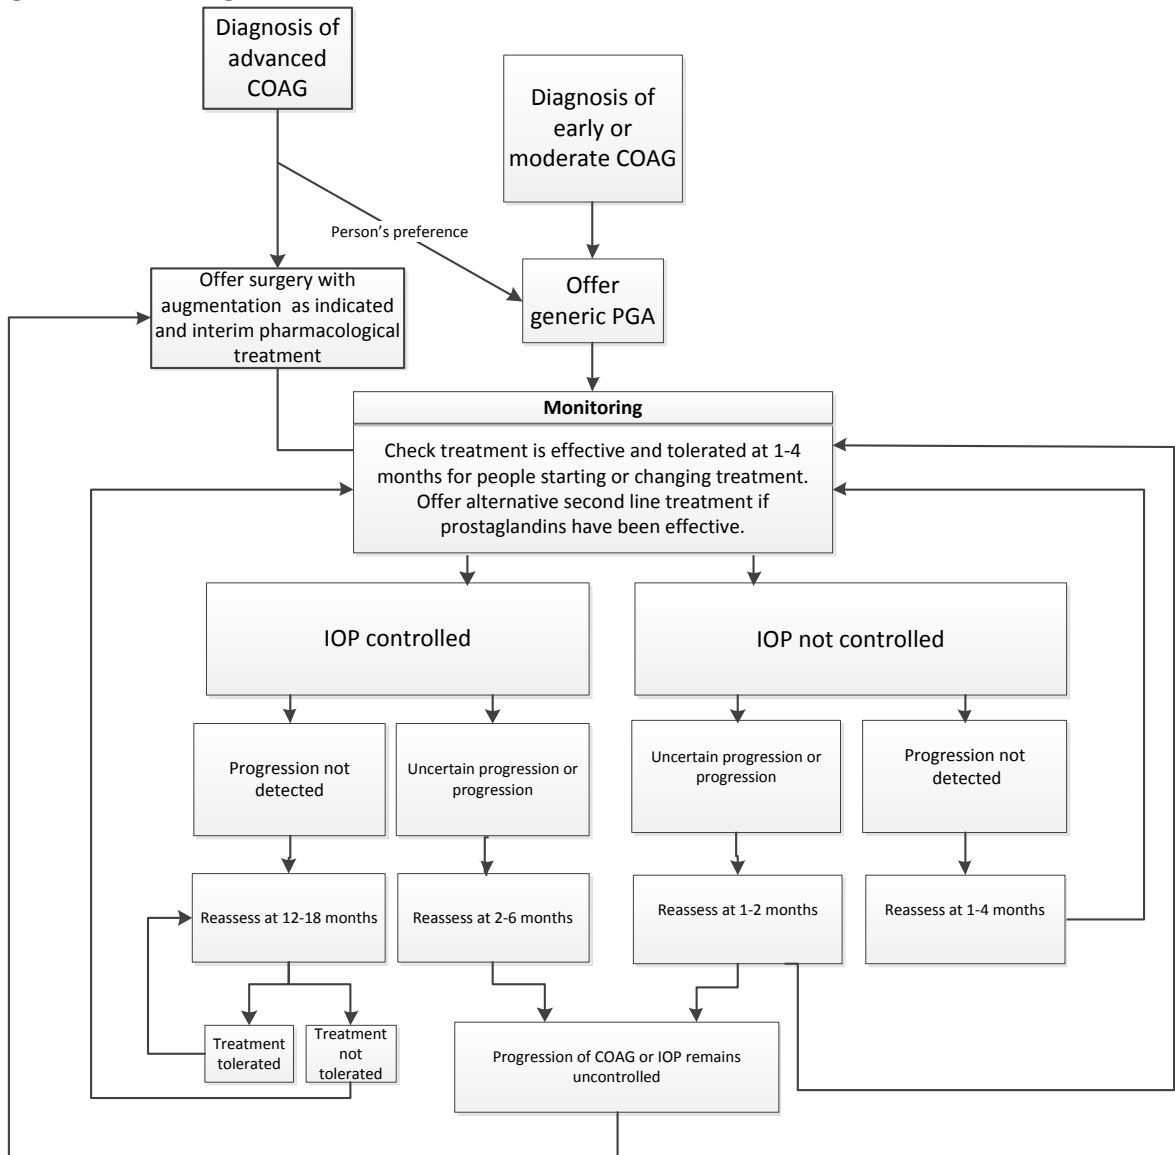 Diagnosis of
advanced
COAG
Diagnosis of
early or
moderate COAG
Person's preference
Offer surgery with
augmentation as indicated
and interim pharmacological
treatment
Offer
generic PGA
Monitoring
Check treatment is effective and tolerated at 1-4
months for people starting or changing treatment.
Offer alternative second line treatment if
prostaglandins have been effective.
IOP controlled
IOP not controlled
Progression not
detected
Uncertain progression or
progression
Uncertain progression or
progression
Progression not
detected
Reassess at 12-18 months
Reassess at 2-6 months
Reassess at 1-2 months
Reassess at 1-4 months
Treatment
tolerated
Treatment
not
tolerated
Progression of COAG or IOP remains
uncontrolled